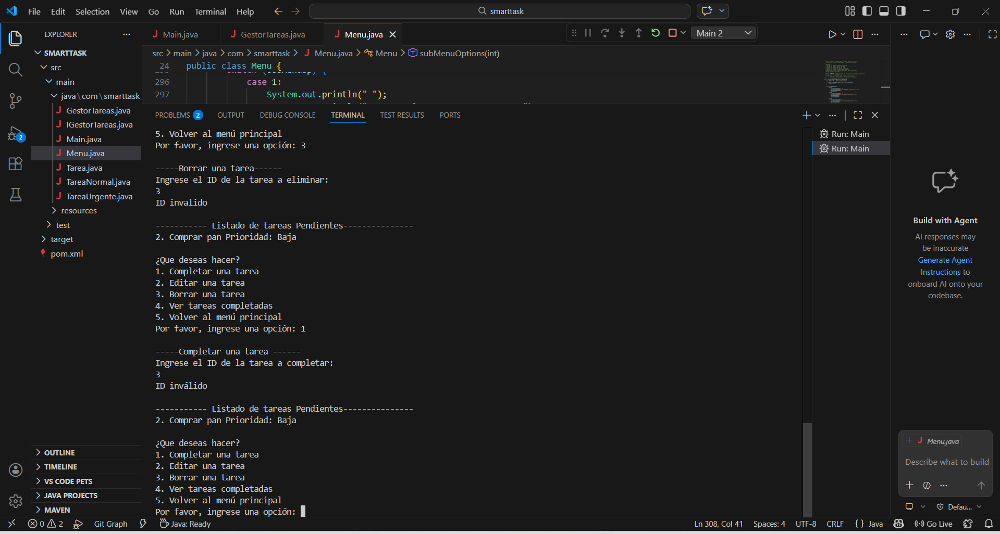 File Edit Selection View Go Run Terminal Help
smarttask
EXPLORER
SMARTTASK
src
main
java\com\smarttask
GestorTareas.java
IGestorTareas.java
Main.java
Menu.java
Tarea.java
TareaNormal.java
TareaUrgente.java
resources
test
target
pom.xml
OUTLINE
TIMELINE
VS CODE PETS
JAVA PROJECTS
MAVEN
2
Main.java
GestorTareas.java
Menu.java
Main 2
src > main > java > com > smarttask > Menu.java > Menu > subMenuOptions(int)
24 public class Menu {
296 case 1:
297 System.out.println(" ");
PROBLEMS 2 OUTPUT DEBUG CONSOLE TERMINAL TEST RESULTS PORTS
5. Volver al menú principal
Por favor, ingrese una opción: 3
-----Borrar una tarea------
Ingrese el ID de la tarea a eliminar:
3
ID invalido
----------- Listado de tareas Pendientes---------------
2. Comprar pan Prioridad: Baja
¿Que deseas hacer?
1. Completar una tarea
2. Editar una tarea
3. Borrar una tarea
4. Ver tareas completadas
5. Volver al menú principal
Por favor, ingrese una opción: 1
-----Completar una tarea ------
Ingrese el ID de la tarea a completar:
3
ID inválido
----------- Listado de tareas Pendientes---------------
2. Comprar pan Prioridad: Baja
¿Que deseas hacer?
1. Completar una tarea
2. Editar una tarea
3. Borrar una tarea
4. Ver tareas completadas
5. Volver al menú principal
Por favor, ingrese una opción:
Run: Main
Run: Main
Build with Agent
AI responses may
be inaccurate
Generate Agent
Instructions to
onboard AI onto your
codebase.
Menu.java
Describe what to build
Defau...
0 2 Git Graph Java: Ready
Ln 308, Col 41 Spaces: 4 UTF-8 CRLF {} Java Go Live